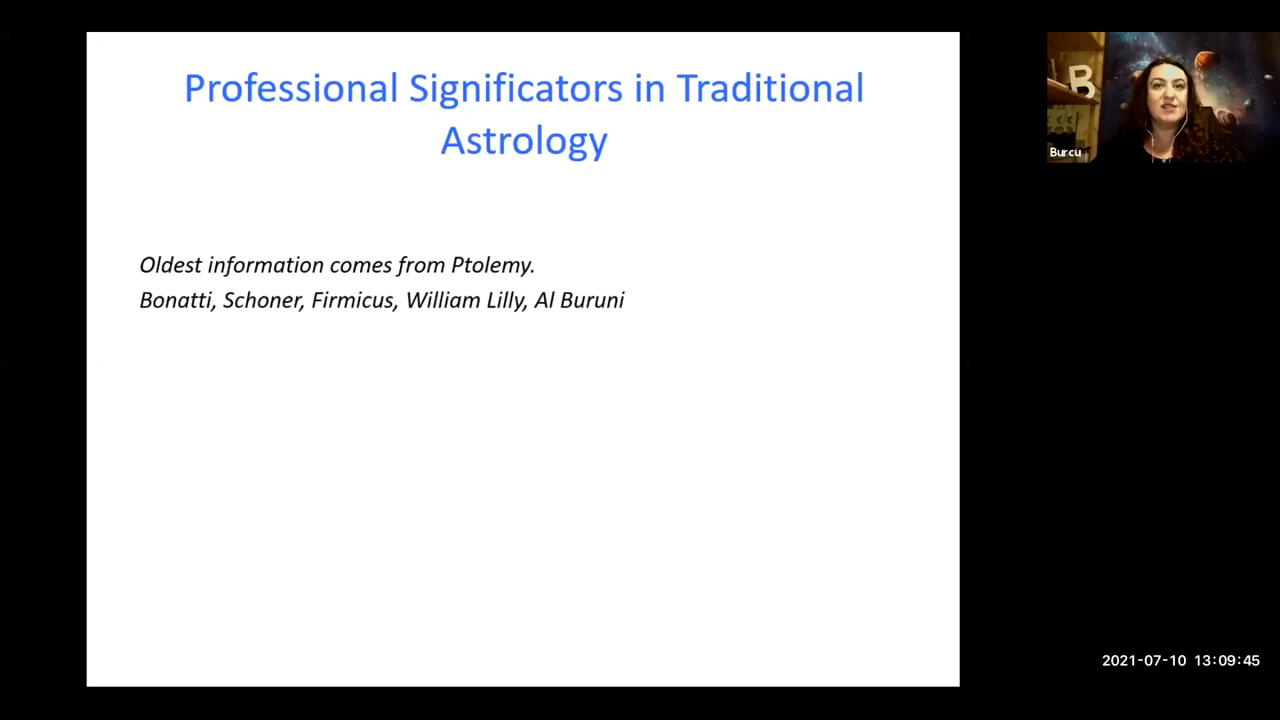 Professional Significators in Traditional
Astrology
Oldest information comes from Ptolemy.
Bonatti, Schoner, Firmicus, William Lilly, Al Buruni
B
Burcu
2021-07-10 13:09:45